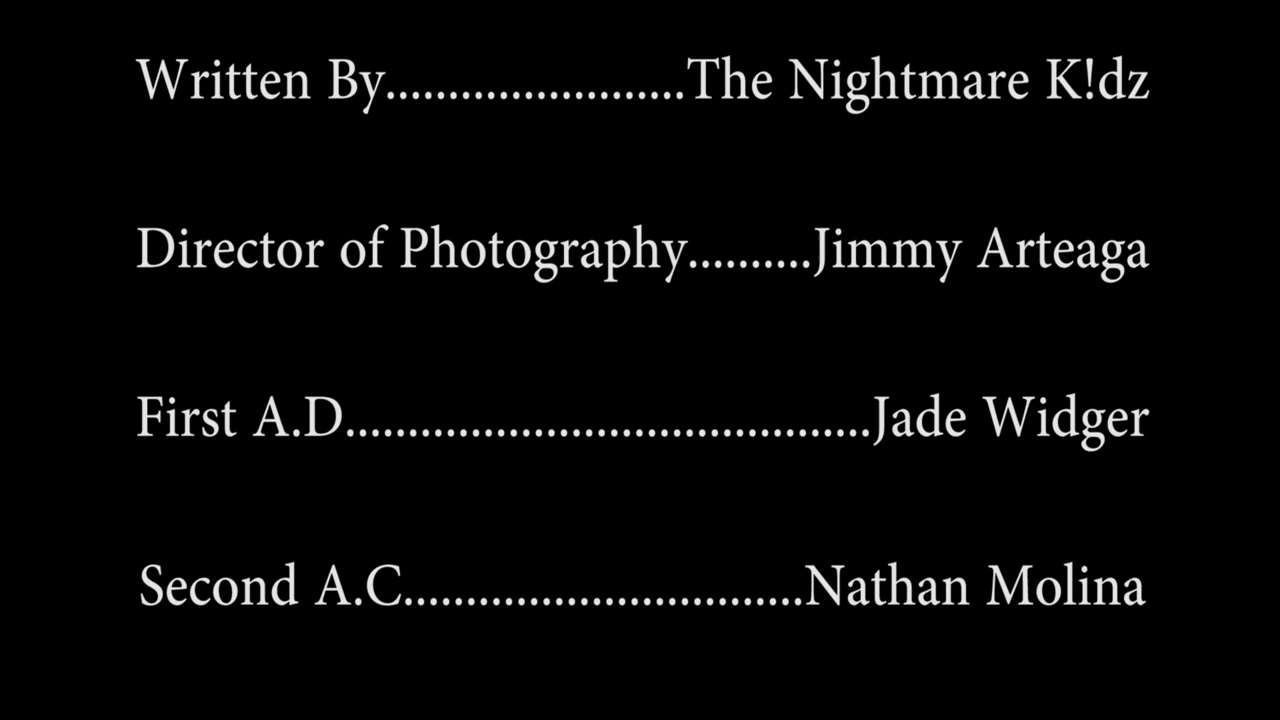 Written By........................The Nightmare K!dz
Director of Photography..........Jimmy Arteaga
First A.D..........................................Jade Widger
Second A.C................................Nathan Molina